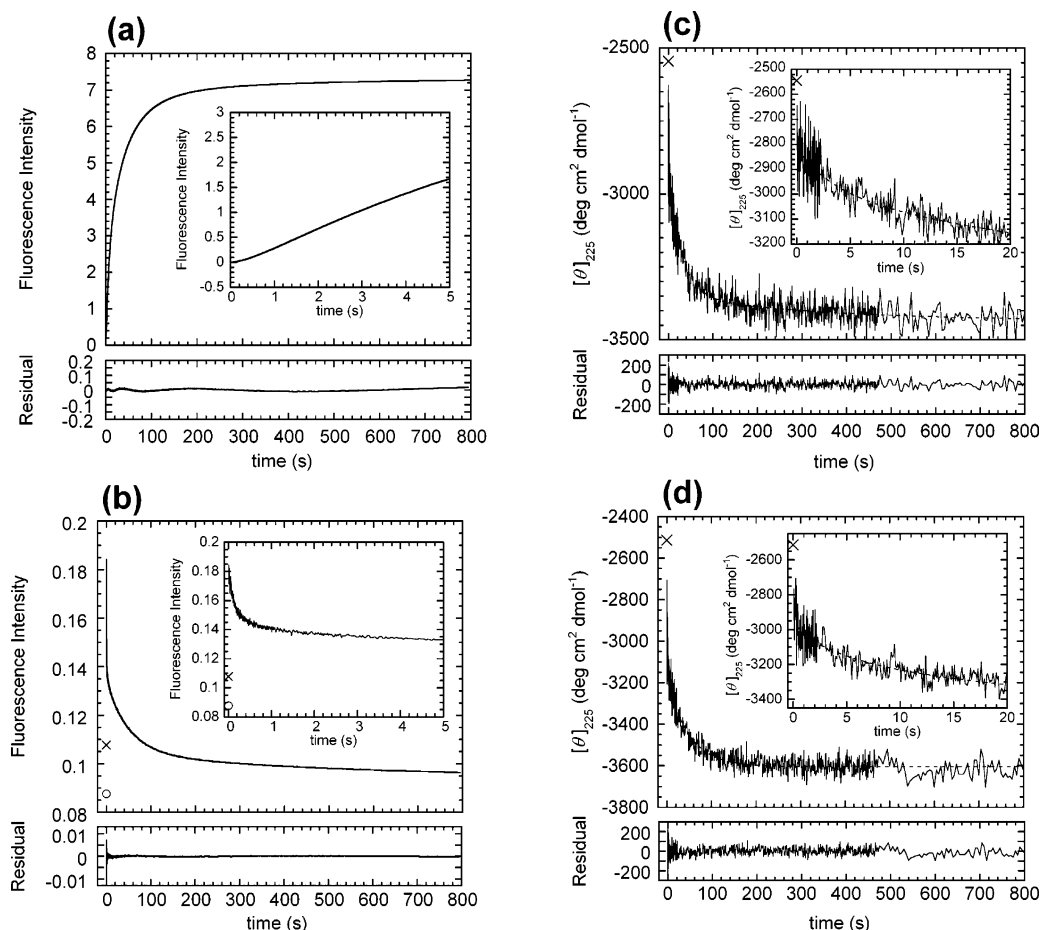 (a)
8
7
6
5
4
3
2
1
0
Fluorescence Intensity
3
2.5
2
1.5
1
0.5
0
-0.5
Fluorescence Intensity
0 1 2 3 4 5
time (s)
0.2
0.1
0
-0.1
-0.2
Residual
0 100 200 300 400 500 600 700 800
time (s)
(b)
0.2
0.18
0.16
0.14
0.12
0.1
0.08
Fluorescence Intensity
0.2
0.18
0.16
0.14
0.12
0.1
0.08
Fluorescence Intensity
0 1 2 3 4 5
time (s)
0.01
0
-0.01
Residual
0 100 200 300 400 500 600 700 800
time (s)
(c)
-2500
-3000
-3500
[θ]225 (deg cm2 dmol-1)
-2500
-2600
-2700
-2800
-2900
-3000
-3100
-3200
[θ]225 (deg cm2 dmol-1)
0 5 10 15 20
time (s)
200
0
-200
Residual
0 100 200 300 400 500 600 700 800
time (s)
(d)
-2400
-2600
-2800
-3000
-3200
-3400
-3600
-3800
[θ]225 (deg cm2 dmol-1)
-2600
-2800
-3000
-3200
-3400
[θ]225 (deg cm2 dmol-1)
0 5 10 15 20
time (s)
200
0
-200
Residual
0 100 200 300 400 500 600 700 800
time (s)